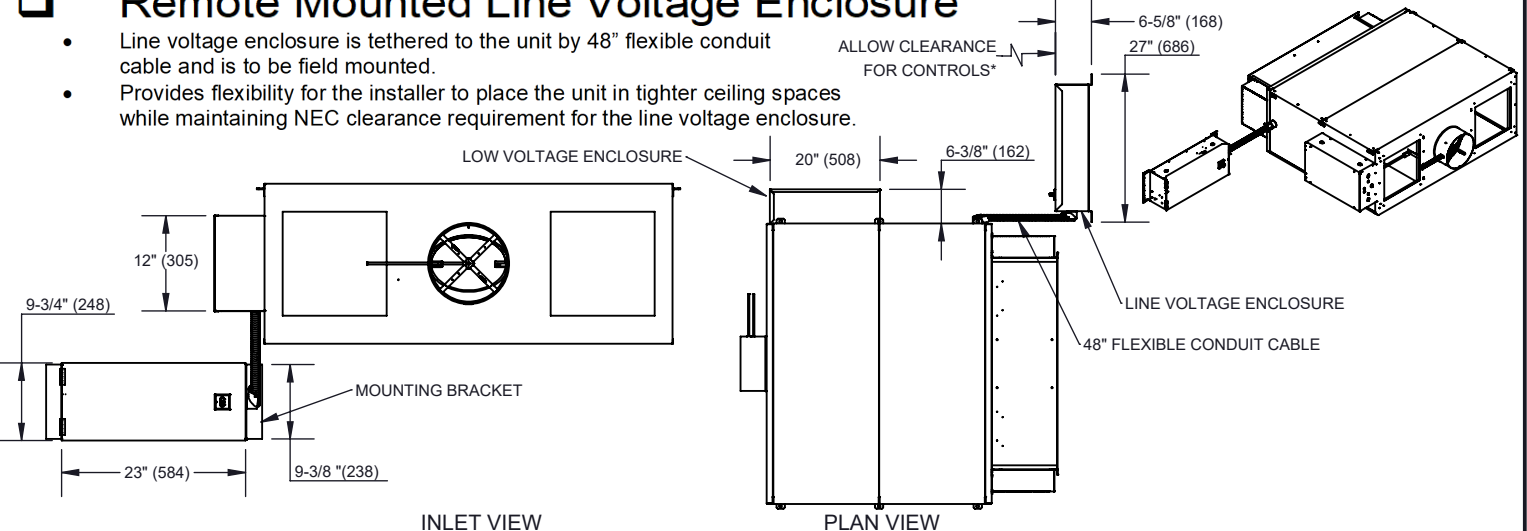 Remote Mounted Line Voltage Enclosure
• Line voltage enclosure is tethered to the unit by 48” flexible conduit
cable and is to be field mounted.
• Provides flexibility for the installer to place the unit in tighter ceiling spaces
while maintaining NEC clearance requirement for the line voltage enclosure.
ALLOW CLEARANCE
FOR CONTROLS*
6-5/8" (168)
27" (686)
LOW VOLTAGE ENCLOSURE
20" (508)
6-3/8" (162)
12" (305)
9-3/4" (248)
LINE VOLTAGE ENCLOSURE
48" FLEXIBLE CONDUIT CABLE
MOUNTING BRACKET
23" (584)
9-3/8 "(238)
INLET VIEW
PLAN VIEW